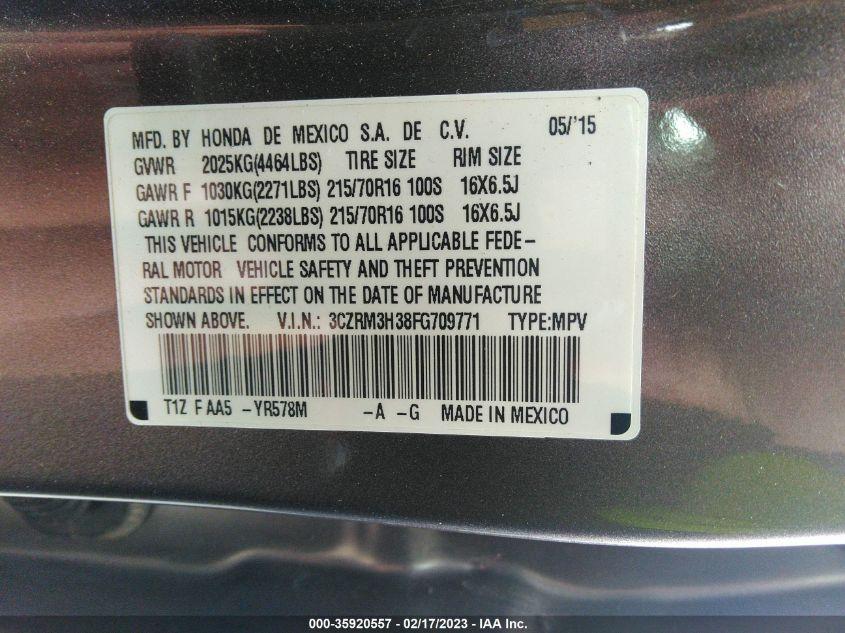 MFD. BY HONDA DE MEXICO S.A. DE C.V. 05/'15
GVWR 2025KG(4464LBS) TIRE SIZE RIM SIZE
GAWR F 1030KG(2271LBS) 215/70R16 100S 16X6.5J
GAWR R 1015KG(2238LBS) 215/70R16 100S 16X6.5J
THIS VEHICLE CONFORMS TO ALL APPLICABLE FEDE-
RAL MOTOR VEHICLE SAFETY AND THEFT PREVENTION
STANDARDS IN EFFECT ON THE DATE OF MANUFACTURE
SHOWN ABOVE. V.I.N.: 3CZRM3H38FG709771 TYPE:MPV
T1Z F AA5 -YR578M -A -G MADE IN MEXICO
000-35920557 - 02/17/2023 - IAA Inc.